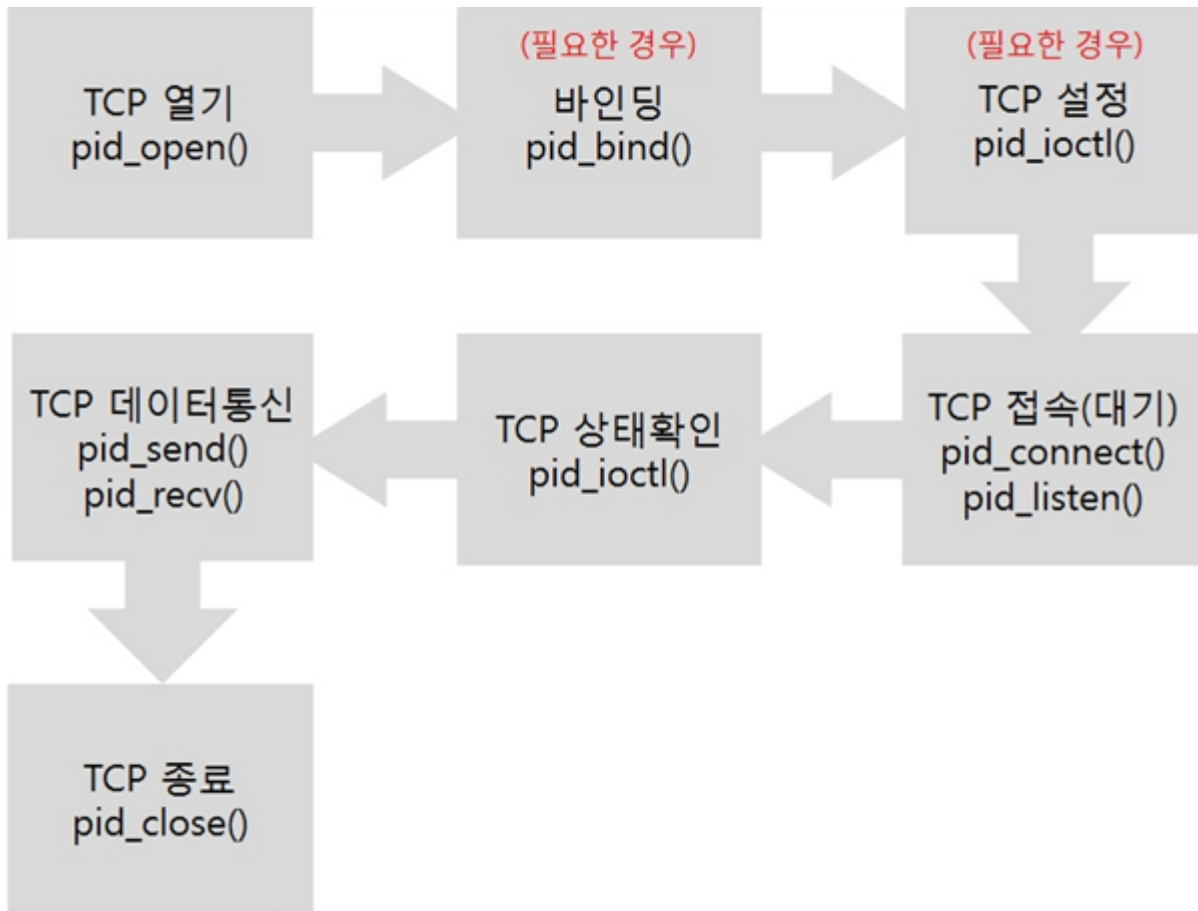 TCP 열기
pid_open()
(필요한 경우)
바인딩
pid_bind()
(필요한 경우)
TCP 설정
pid_ioctl()
TCP 접속(대기)
pid_connect()
pid_listen()
TCP 상태확인
pid_ioctl()
TCP 데이터통신
pid_send()
pid_recv()
TCP 종료
pid_close()